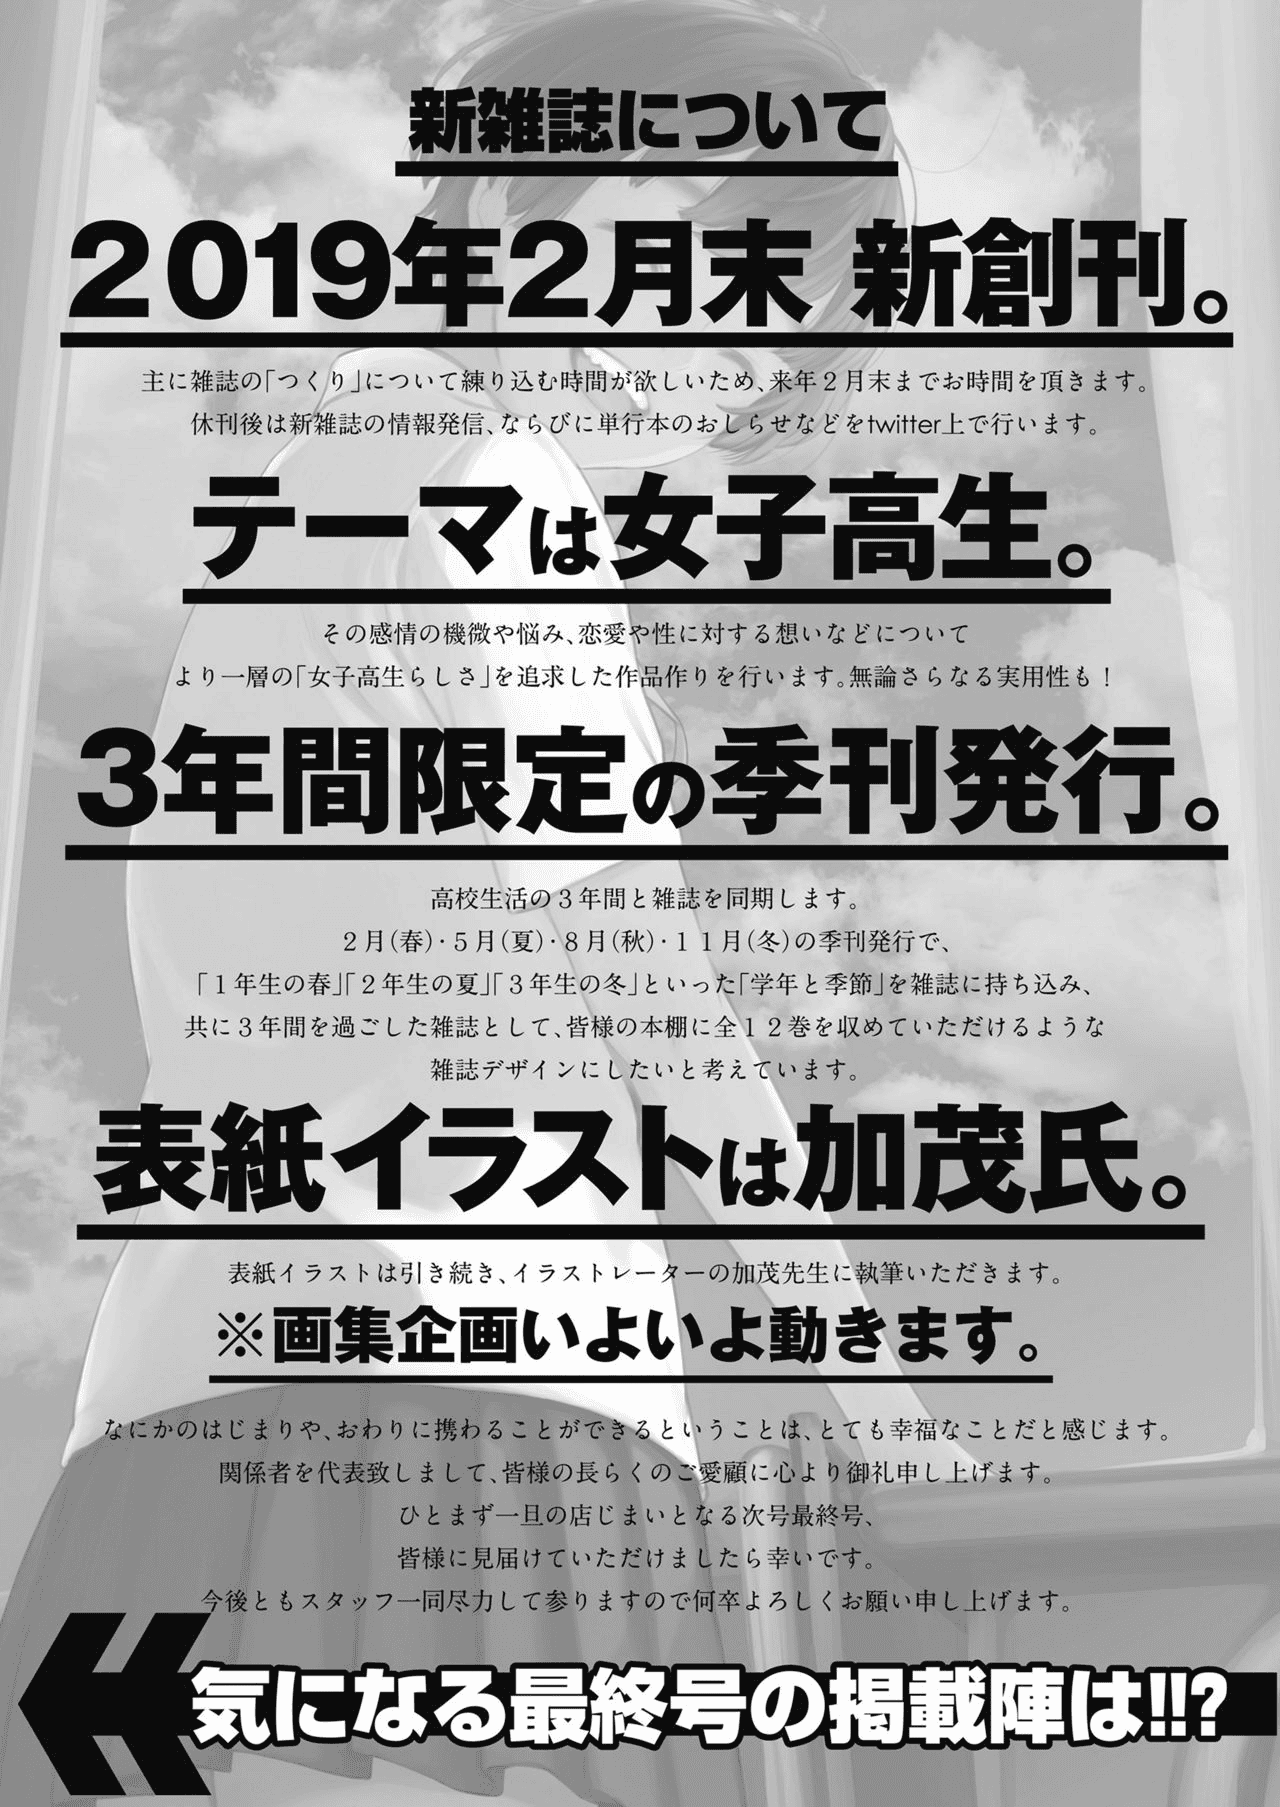 新雑誌について
２０１９年２月末 新創刊。
主に雑誌の｢つくり｣について練り込む時間が欲しいため､来年２月末までお時間を頂きます。
休刊後は新雑誌の情報発信､ならびに単行本のおしらせなどをtwitter上で行います。
テーマは女子高生。
その感情の機微や悩み､恋愛や性に対する想いなどについて
より一層の｢女子高生らしさ｣を追求した作品作りを行います｡無論さらなる実用性も！
3年間限定の季刊発行。
高校生活の３年間と雑誌を同期します。
２月(春)･５月(夏)･８月(秋)･１１月(冬)の季刊発行で、
｢１年生の春｣｢２年生の夏｣｢３年生の冬｣といった｢学年と季節｣を雑誌に持ち込み、
共に３年間を過ごした雑誌として､皆様の本棚に全１２巻を収めていただけるような
雑誌デザインにしたいと考えています。
表紙イラストは加茂氏。
表紙イラストは引き続き､イラストレーターの加茂先生に執筆いただきます。
※画集企画いよいよ動きます。
なにかのはじまりや､おわりに携わることができるということは､とても幸福なことだと感じます。
関係者を代表致しまして､皆様の長らくのご愛顧に心より御礼申し上げます。
ひとまず一旦の店じまいとなる次号最終号、
皆様に見届けていただけましたら幸いです。
今後ともスタッフ一同尽力して参りますので何卒よろしくお願い申し上げます。
気になる最終号の掲載陣は!!?